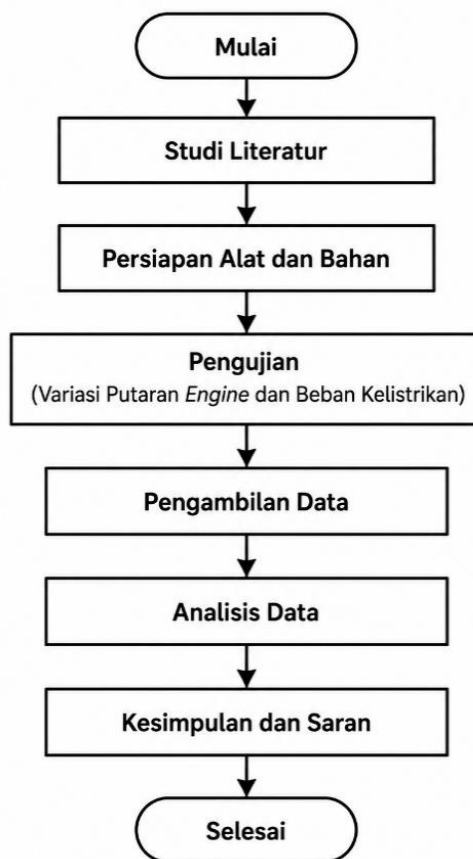 Mulai
Studi Literatur
Persiapan Alat dan Bahan
Pengujian
(Variasi Putaran Engine dan Beban Kelistrikan)
Pengambilan Data
Analisis Data
Kesimpulan dan Saran
Selesai